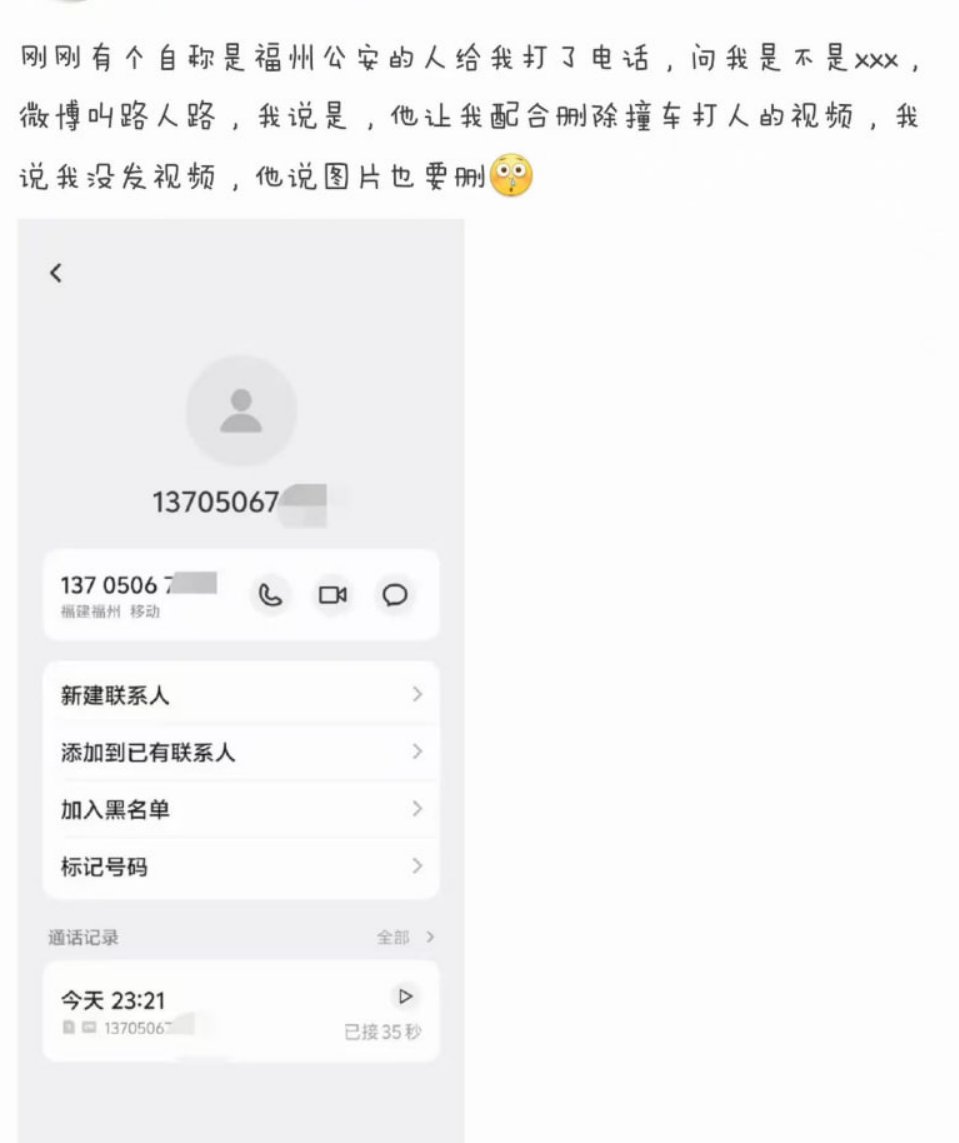 刚刚有个自称是福州公安的人给我打了电话，问我是不是xxx，
微博叫路人路，我说是，他让我配合删除撞车打人的视频，我
说我没发视频，他说图片也要删
13705067
137 0506 7
福建福州 移动
新建联系人
添加到已有联系人
加入黑名单
标记号码
通话记录 全部
今天 23:21
13705067 已接35秒